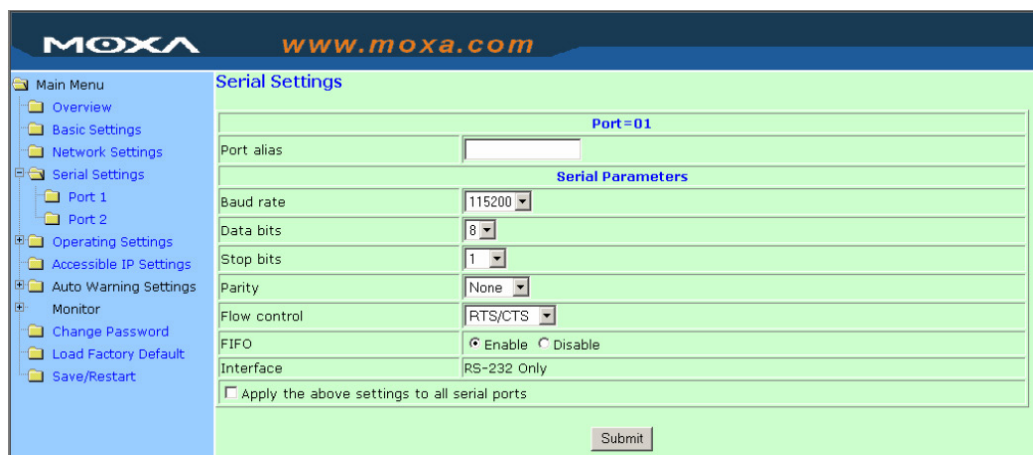 MOXA www.moxa.com
Main Menu
Overview
Basic Settings
Network Settings
Serial Settings
Port 1
Port 2
Operating Settings
Accessible IP Settings
Auto Warning Settings
Monitor
Change Password
Load Factory Default
Save/Restart
Serial Settings
Port=01
Port alias
Serial Parameters
Baud rate 115200
Data bits 8
Stop bits 1
Parity None
Flow control RTS/CTS
FIFO Enable Disable
Interface RS-232 Only
Apply the above settings to all serial ports
Submit